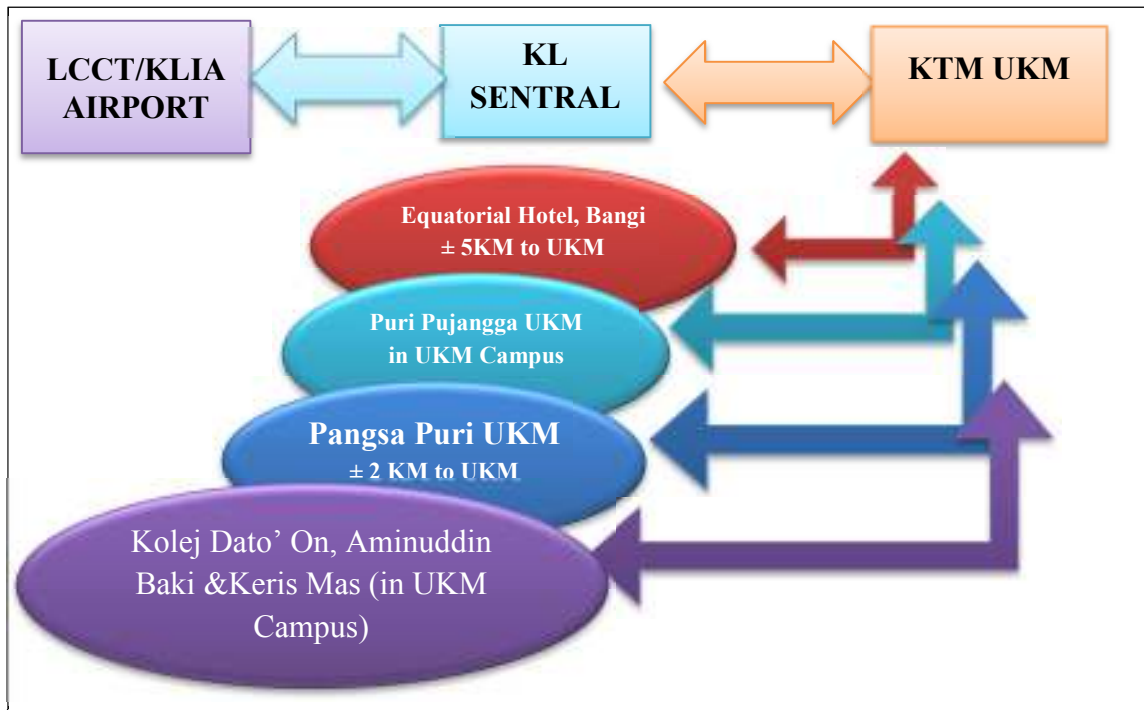 LCCT/KLIA
AIRPORT
KL
SENTRAL
KTM UKM
Equatorial Hotel, Bangi
± 5KM to UKM
Puri Pujangga UKM
in UKM Campus
Pangsa Puri UKM
± 2 KM to UKM
Kolej Dato’ On, Aminuddin
Baki &Keris Mas (in UKM
Campus)